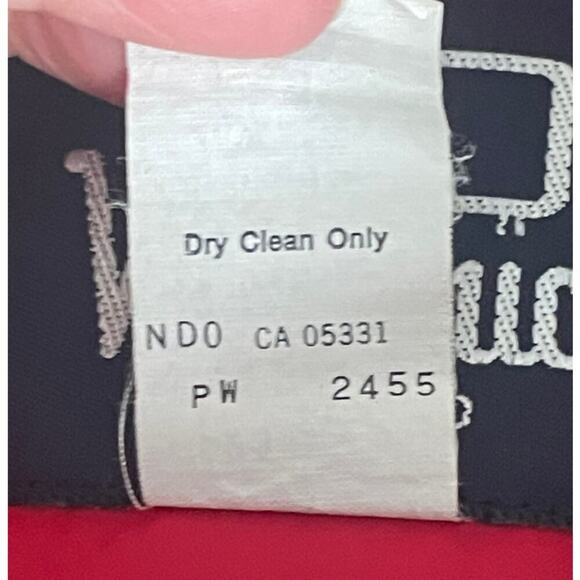 Dry Clean Only
NDO CA 05331
PW 2455